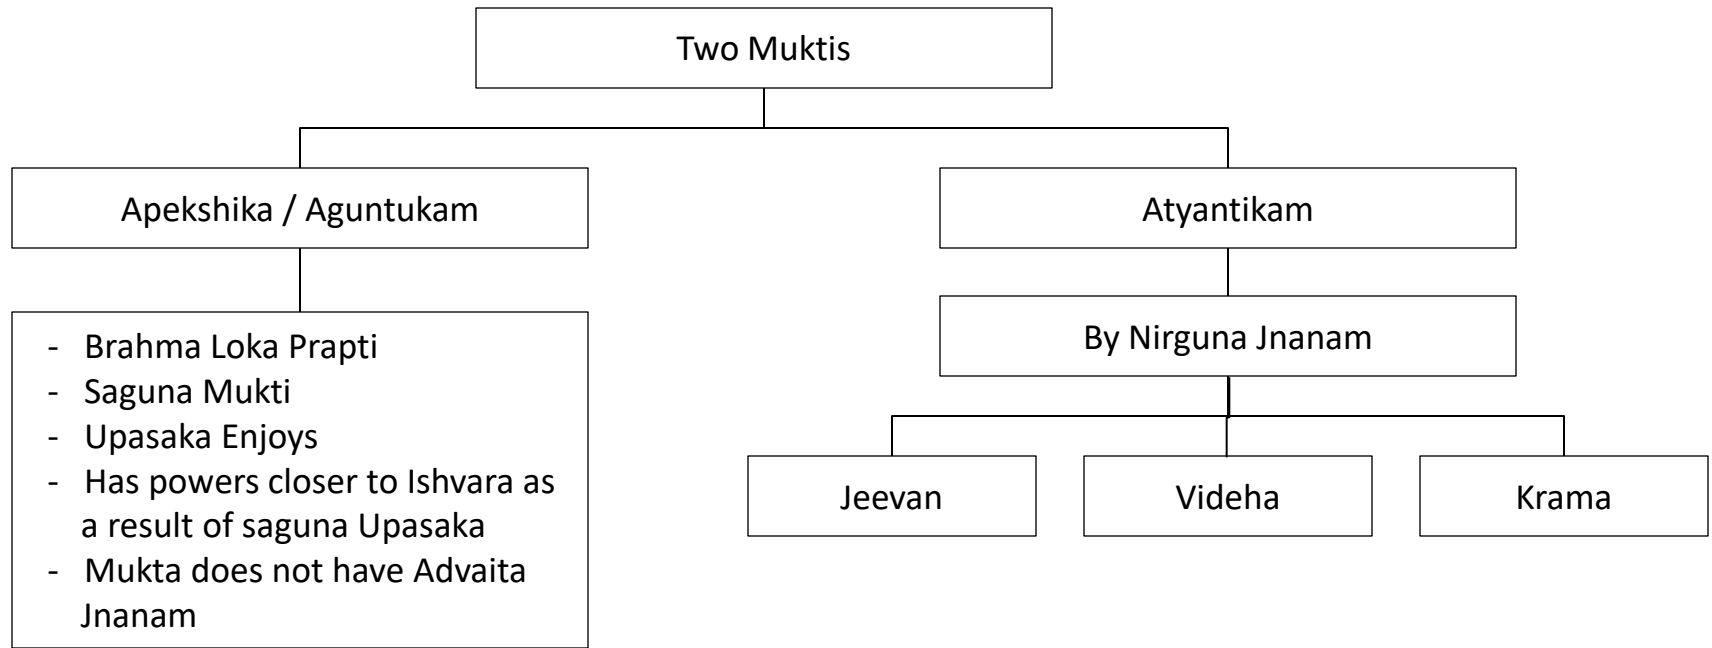 Two Muktis
Apekshika / Aguntukam
Atyantikam
- Brahma Loka Prapti
- Saguna Mukti
- Upasaka Enjoys
- Has powers closer to Ishvara as
a result of saguna Upasaka
- Mukta does not have Advaita
Jnanam
By Nirguna Jnanam
Jeevan
Videha
Krama